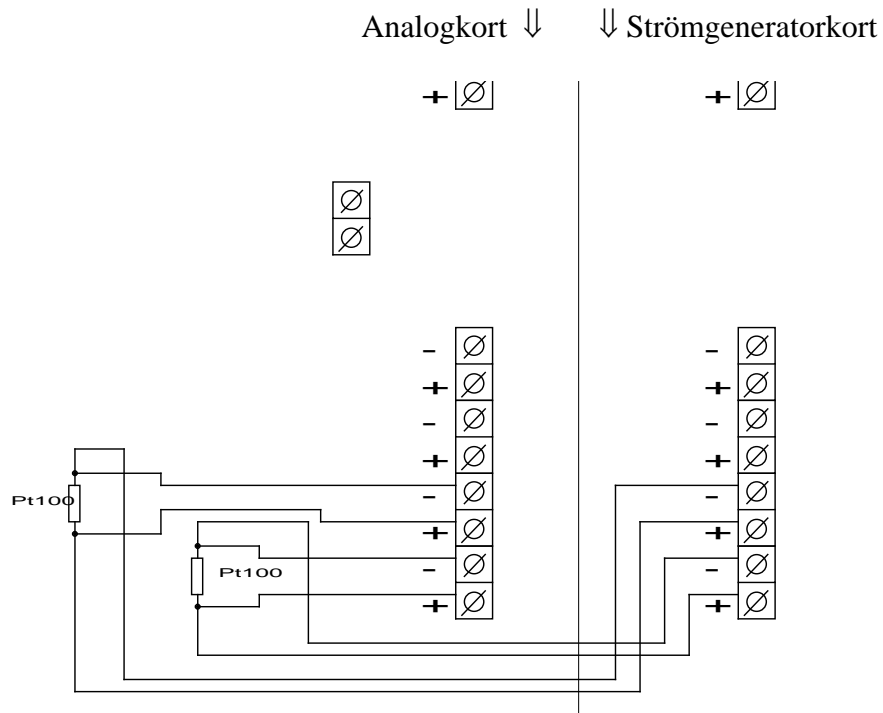 Analogkort ⇓ ⇓ Strömgeneratorkort
+ +
- -
+ +
- -
+ +
Pt100 - -
+ +
Pt100 - -
+ +